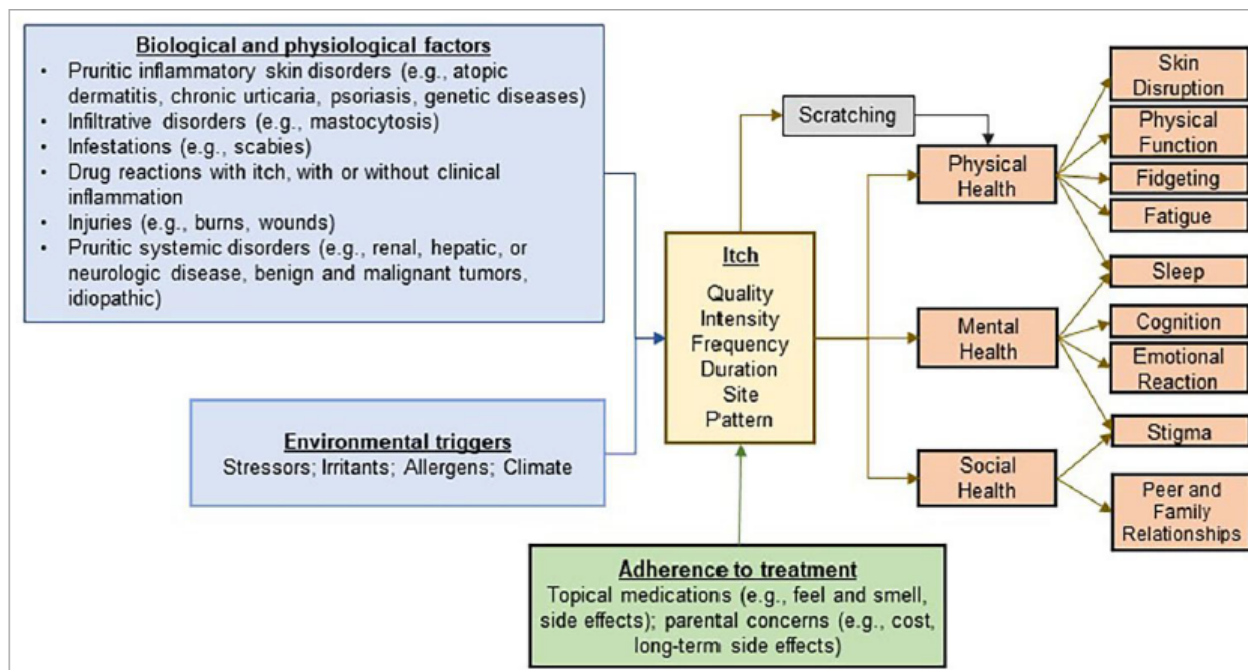 Biological and physiological factors
• Pruritic inflammatory skin disorders (e.g., atopic
dermatitis, chronic urticaria, psoriasis, genetic diseases)
• Infiltrative disorders (e.g., mastocytosis)
• Infestations (e.g., scabies)
• Drug reactions with itch, with or without clinical
inflammation
• Injuries (e.g., burns, wounds)
• Pruritic systemic disorders (e.g., renal, hepatic, or
neurologic disease, benign and malignant tumors,
idiopathic)
Environmental triggers
Stressors; Irritants; Allergens; Climate
Adherence to treatment
Topical medications (e.g., feel and smell,
side effects); parental concerns (e.g., cost,
long-term side effects)
Itch
Quality
Intensity
Frequency
Duration
Site
Pattern
Scratching
Physical
Health
Mental
Health
Social
Health
Skin
Disruption
Physical
Function
Fidgeting
Fatigue
Sleep
Cognition
Emotional
Reaction
Stigma
Peer and
Family
Relationships